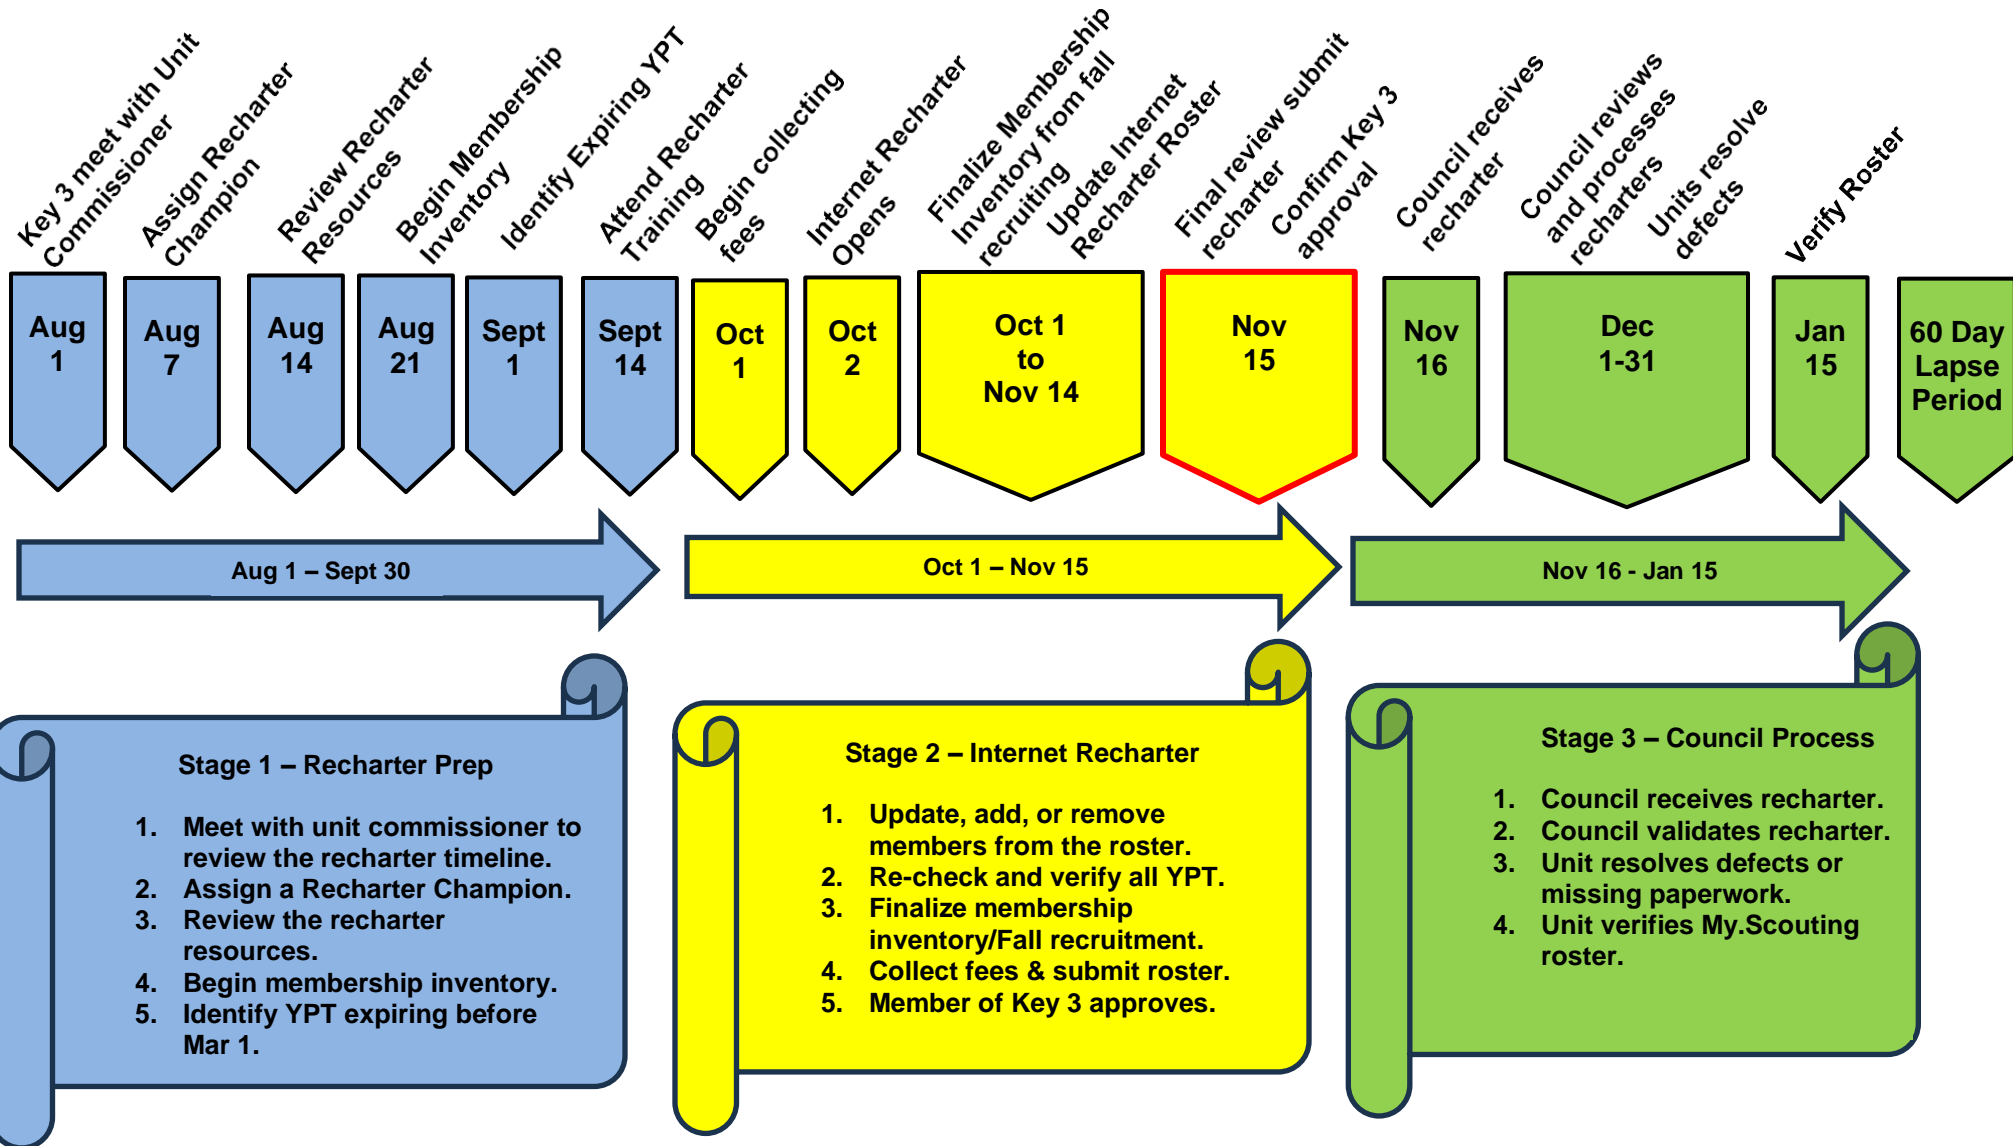 Key 3 meet with Unit
Commissioner
Assign Recharter
Champion
Review Recharter
Resources
Begin Membership
Inventory
Identify Expiring YPT
Attend Recharter
Training
Begin collecting
fees
Internet Recharter
Opens
Finalize Membership
Inventory from fall
recruiting
Update Internet
Recharter Roster
Final review submit
recharter
Confirm Key 3
approval
Council receives
recharter
Council reviews
and processes
recharters
Units resolve
defects
Verify Roster
Aug
1
Aug
7
Aug
14
Aug
21
Sept
1
Sept
14
Oct
1
Oct
2
Oct 1
to
Nov 14
Nov
15
Nov
16
Dec
1-31
Jan
15
60 Day
Lapse
Period
Aug 1 – Sept 30
Oct 1 – Nov 15
Nov 16 - Jan 15
Stage 1 – Recharter Prep
1. Meet with unit commissioner to
review the recharter timeline.
2. Assign a Recharter Champion.
3. Review the recharter
resources.
4. Begin membership inventory.
5. Identify YPT expiring before
Mar 1.
Stage 2 – Internet Recharter
1. Update, add, or remove
members from the roster.
2. Re-check and verify all YPT.
3. Finalize membership
inventory/Fall recruitment.
4. Collect fees & submit roster.
5. Member of Key 3 approves.
Stage 3 – Council Process
1. Council receives recharter.
2. Council validates recharter.
3. Unit resolves defects or
missing paperwork.
4. Unit verifies My.Scouting
roster.